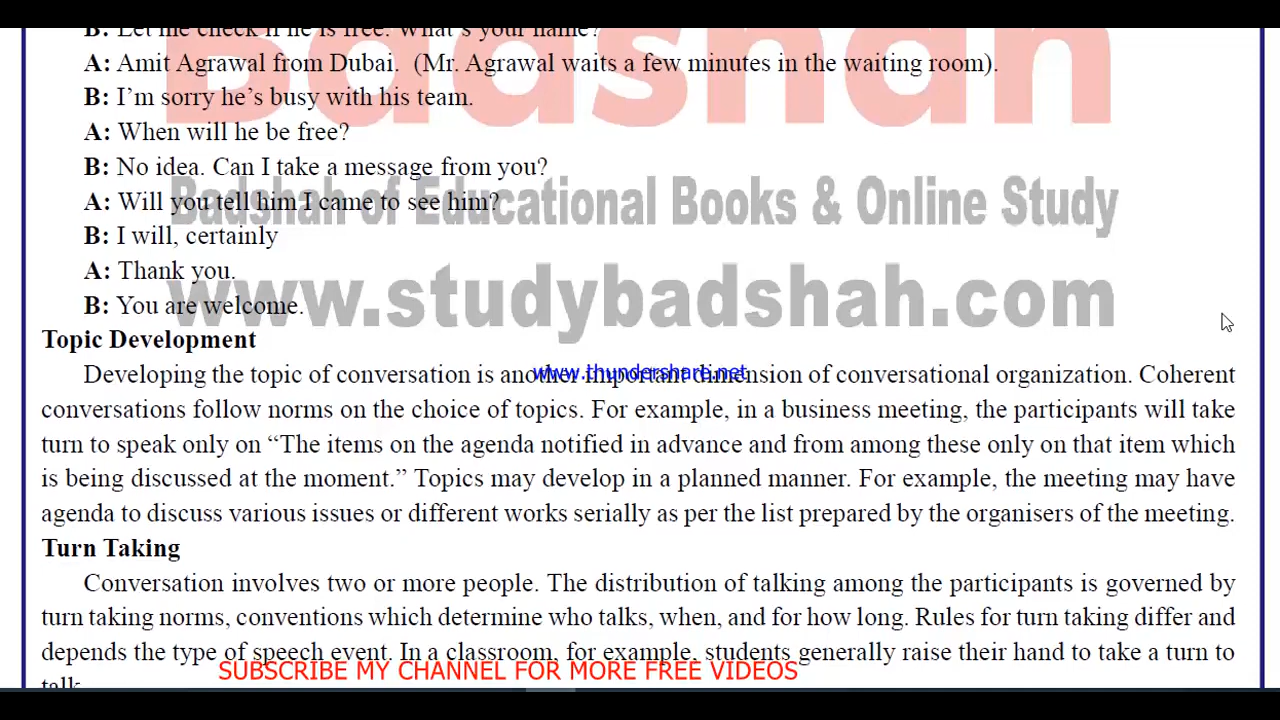 B: Let me check if he is free. What's your name?
Badshah
A: Amit Agrawal from Dubai. (Mr. Agrawal waits a few minutes in the waiting room).
B: I'm sorry he's busy with his team.
A: When will he be free?
B: No idea. Can I take a message from you?
Badshah of Educational Books & Online Study
A: Will you tell him I came to see him?
B: I will, certainly
A: Thank you.
www.studybadshah.com
B: You are welcome.
Topic Development
Developing the topic of conversation is another important dimension of conversational organization. Coherent
www.thundershare.net
conversations follow norms on the choice of topics. For example, in a business meeting, the participants will take
turn to speak only on “The items on the agenda notified in advance and from among these only on that item which
is being discussed at the moment.” Topics may develop in a planned manner. For example, the meeting may have
agenda to discuss various issues or different works serially as per the list prepared by the organisers of the meeting.
Turn Taking
Conversation involves two or more people. The distribution of talking among the participants is governed by
turn taking norms, conventions which determine who talks, when, and for how long. Rules for turn taking differ and
depends the type of speech event. In a classroom, for example, students generally raise their hand to take a turn to
SUBSCRIBE MY CHANNEL FOR MORE FREE VIDEOS
talk